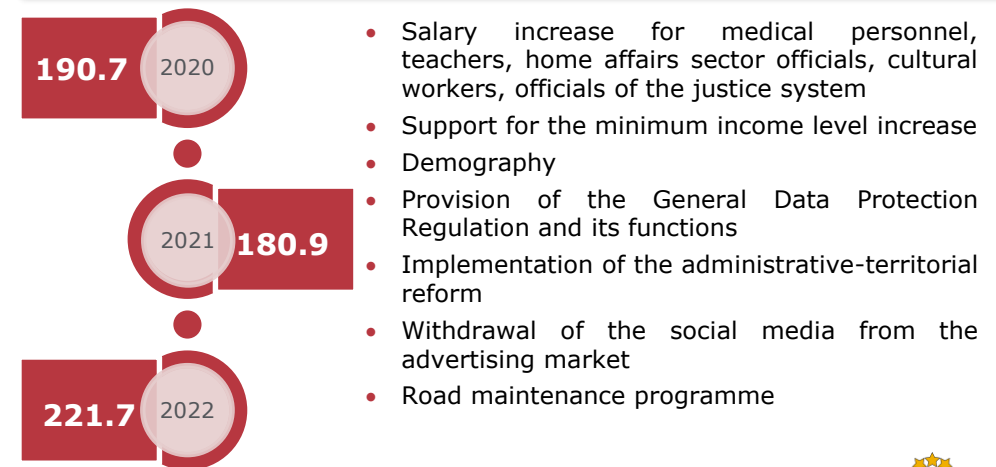 190.7
2020
2021
180.9
221.7
2022
• Salary increase for medical personnel,
teachers, home affairs sector officials, cultural
workers, officials of the justice system
• Support for the minimum income level increase
• Demography
• Provision of the General Data Protection
Regulation and its functions
• Implementation of the administrative-territorial
reform
• Withdrawal of the social media from the
advertising market
• Road maintenance programme